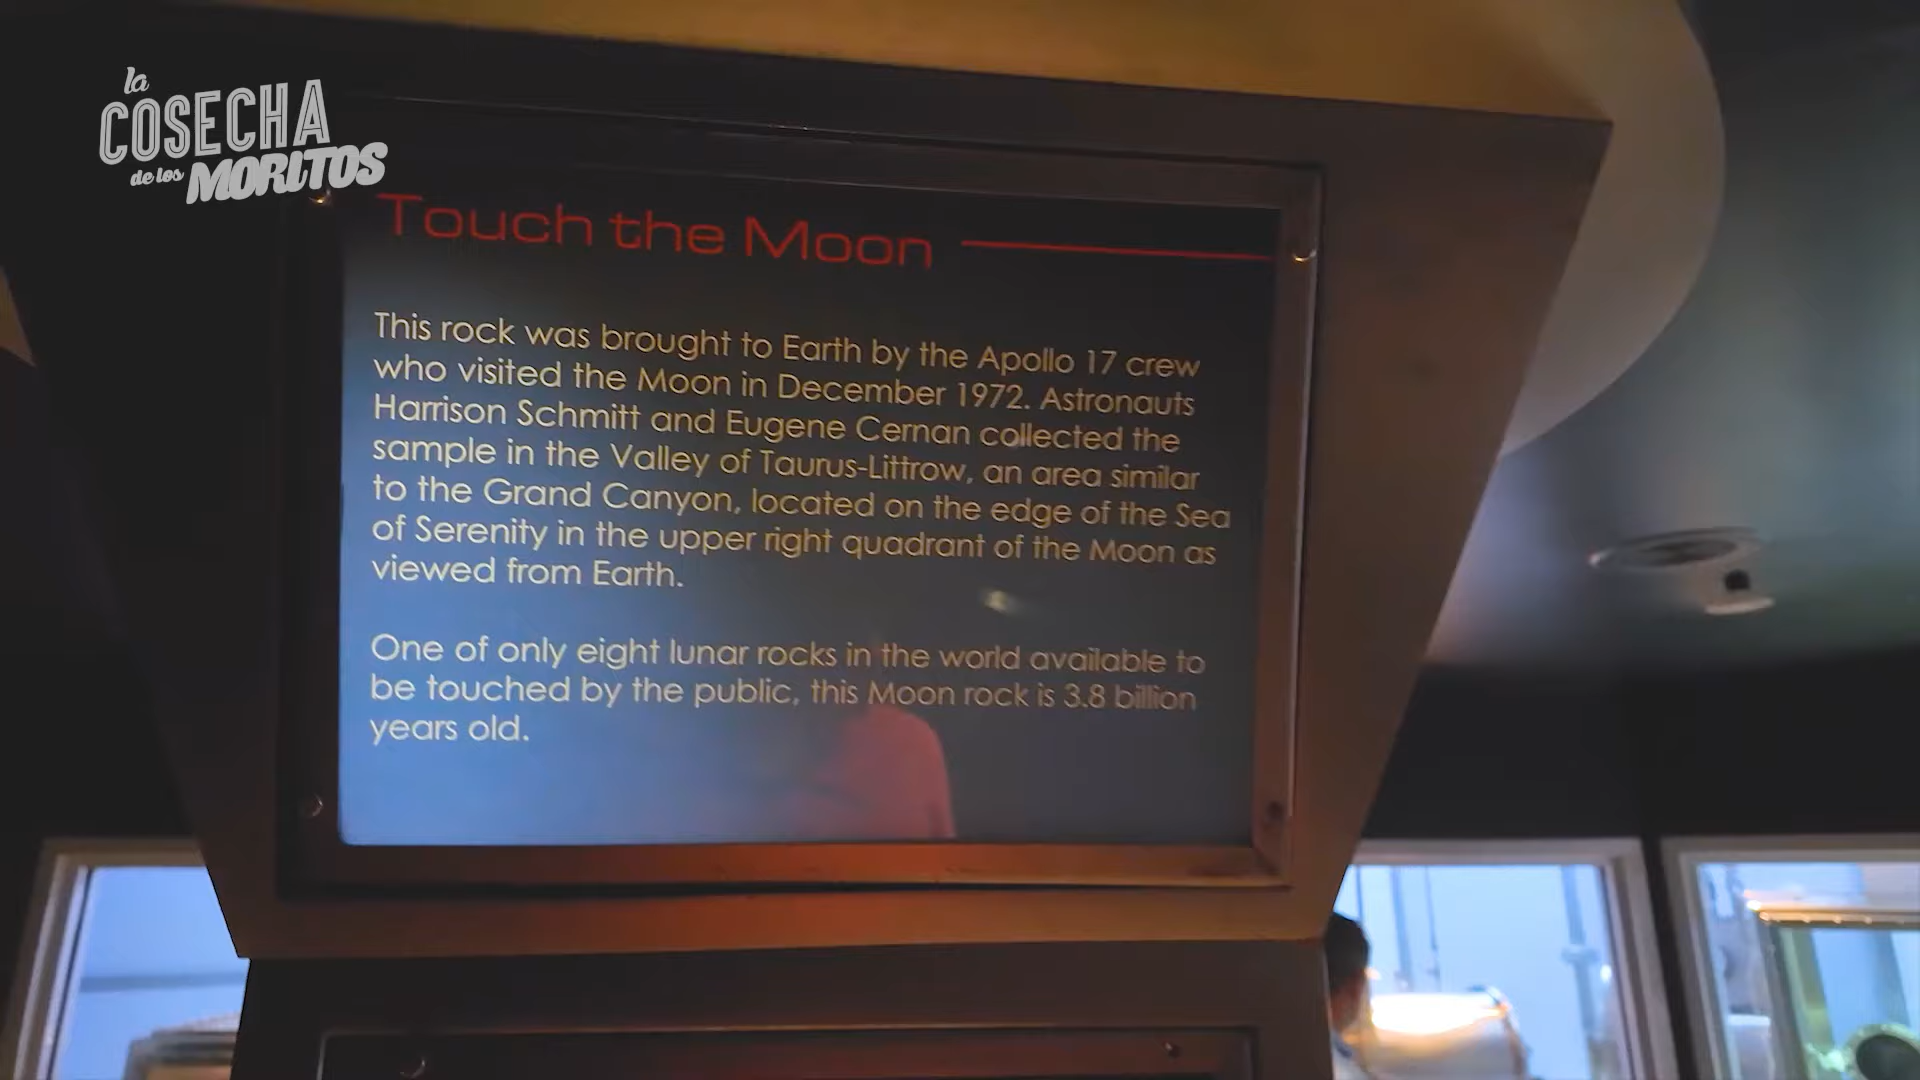 la
COSECHA
de los MORITOS
Touch the Moon
This rock was brought to Earth by the Apollo 17 crew
who visited the Moon in December 1972. Astronauts
Harrison Schmitt and Eugene Cernan collected the
sample in the Valley of Taurus-Littrow, an area similar
to the Grand Canyon, located on the edge of the Sea
of Serenity in the upper right quadrant of the Moon as
viewed from Earth.
One of only eight lunar rocks in the world available to
be touched by the public, this Moon rock is 3.8 billion
years old.